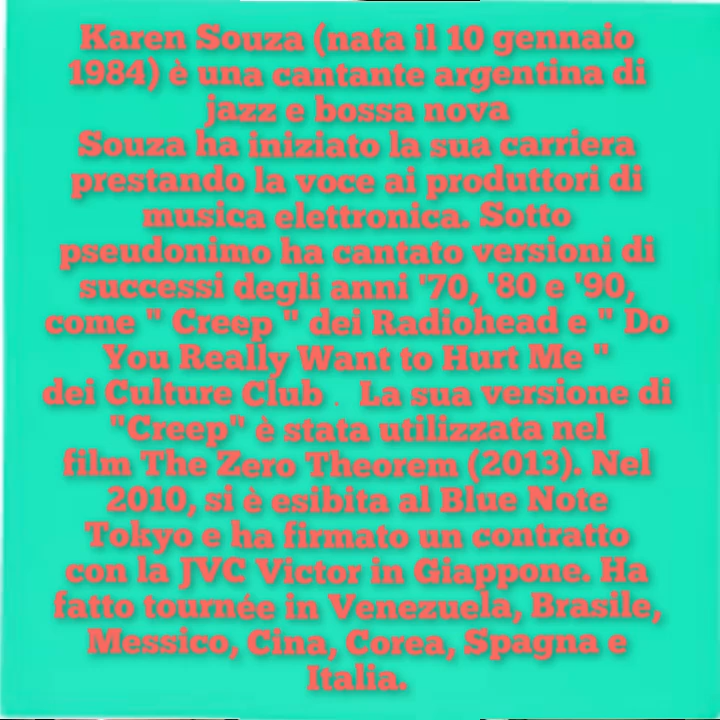 Karen Souza (nata il 10 gennaio
1984) è una cantante argentina di
jazz e bossa nova
Souza ha iniziato la sua carriera
prestando la voce ai produttori di
musica elettronica. Sotto
pseudonimo ha cantato versioni di
successi degli anni '70, '80 e '90,
come " Creep " dei Radiohead e " Do
You Really Want to Hurt Me "
dei Culture Club . La sua versione di
"Creep" è stata utilizzata nel
film The Zero Theorem (2013). Nel
2010, si è esibita al Blue Note
Tokyo e ha firmato un contratto
con la JVC Victor in Giappone. Ha
fatto tournée in Venezuela, Brasile,
Messico, Cina, Corea, Spagna e
Italia.